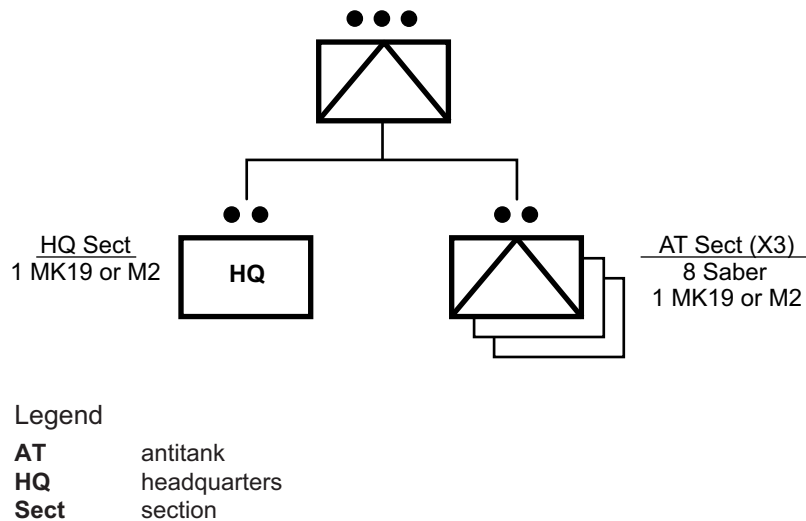 HQ Sect
1 MK19 or M2
HQ
AT Sect (X3)
8 Saber
1 MK19 or M2
Legend
AT antitank
HQ headquarters
Sect section